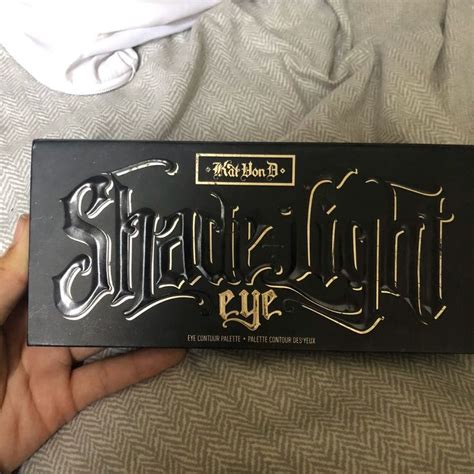 Kat Von D
Shade+Light
eye
EYE CONTOUR PALETTE • PALETTE CONTOUR DES YEUX